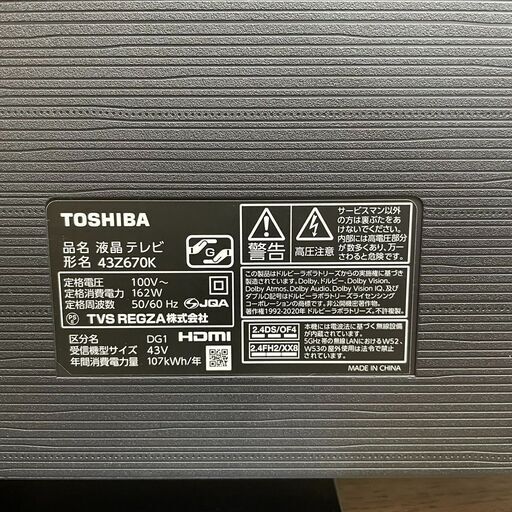 TOSHIBA
品名 液晶テレビ
形名 43Z670K
定格電圧 100V～
定格消費電力 162W
定格周波数 50/60 Hz
JQA
PS E
TVS REGZA株式会社
区分名 DG1
受信機型サイズ 43V
年間消費電力量 107kWh/年
HDMI
G
警告
高圧注意
サービスマン以外
の方は裏ぶたをあ
けないでください。
内部には高電圧部分
が数多くあり、万一
さわると危険です。
この製品はドルビーラボラトリーズからの実施権に基づき
製造されています。Dolby、ドルビー、Dolby Vision、
Dolby Atmos、Dolby Audio、Dolby Vision IQ、及び
ダブルD記号はドルビーラボラトリーズライセンシング
コーポレーションの商標です。非公開機密著作物。
著作権1992-2020年ドルビーラボラトリーズ。不許複製。
2.4DS/OF4
2.4FH2/XX8
本機には電波法に基づく無線設備
が内蔵されております。
5GHz 帯の無線LANにおけるW52、
W53の屋外使用は法令で禁止
されております。
MADE IN CHINA